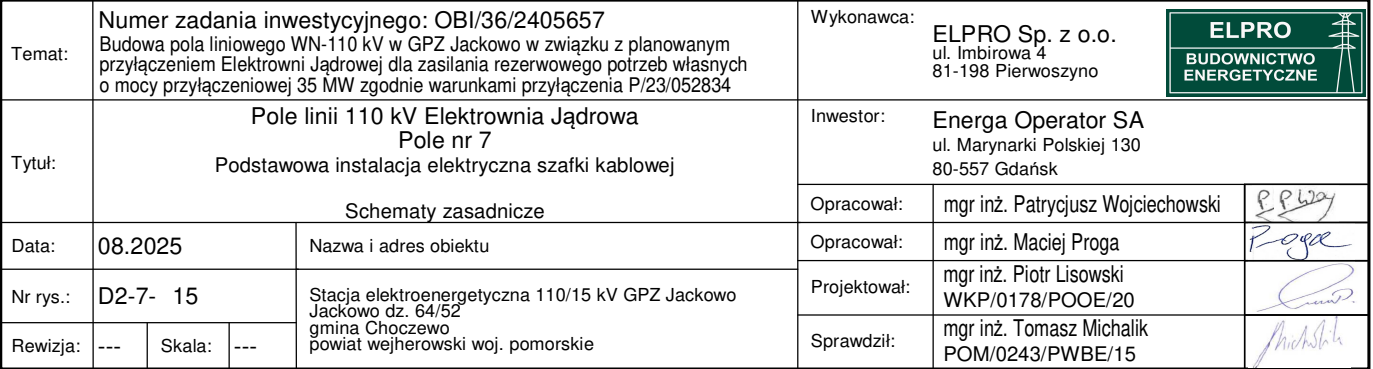 Temat:
Numer zadania inwestycyjnego: OBI/36/2405657
Budowa pola liniowego WN-110 kV w GPZ Jackowo w związku z planowanym
przyłączeniem Elektrowni Jądrowej dla zasilania rezerwowego potrzeb własnych
o mocy przyłączeniowej 35 MW zgodnie warunkami przyłączenia P/23/052834
Wykonawca:
ELPRO Sp. z o.o.
ul. Imbirowa 4
81-198 Pierwoszyno
ELPRO
BUDOWNICTWO
ENERGETYCZNE
Tytuł:
Pole linii 110 kV Elektrownia Jądrowa
Pole nr 7
Podstawowa instalacja elektryczna szafki kablowej
Schematy zasadnicze
Inwestor:
Energa Operator SA
ul. Marynarki Polskiej 130
80-557 Gdańsk
Opracował: mgr inż. Patrycjusz Wojciechowski
Data: 08.2025
Nazwa i adres obiektu
Opracował: mgr inż. Maciej Proga Proga
Nr rys.: D2-7- 15
Stacja elektroenergetyczna 110/15 kV GPZ Jackowo
Jackowo dz. 64/52
gmina Choczewo
powiat wejherowski woj. pomorskie
Projektował:
mgr inż. Piotr Lisowski
WKP/0178/POOE/20
Rewizja: --- Skala: ---
Sprawdził:
mgr inż. Tomasz Michalik
POM/0243/PWBE/15
Michalik